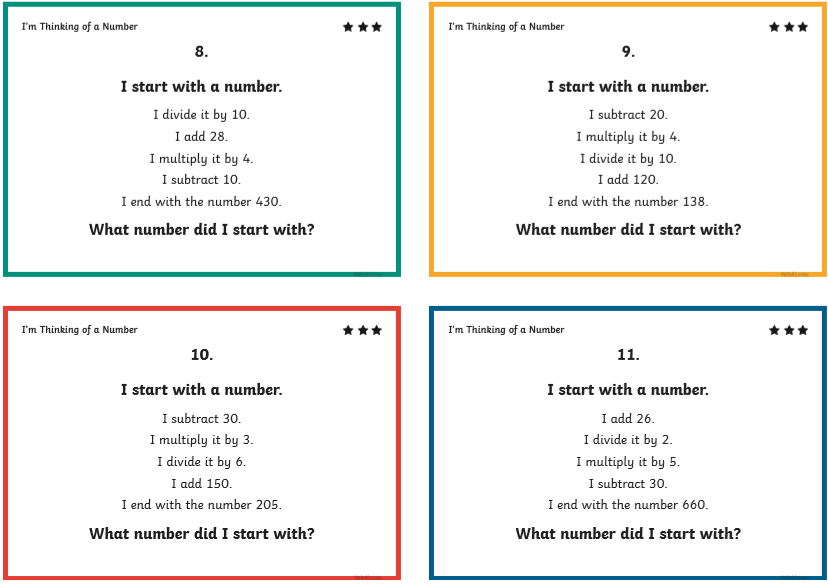 I'm Thinking of a Number
8.
I start with a number.
I divide it by 10.
I add 28.
I multiply it by 4.
I subtract 10.
I end with the number 430.
What number did I start with?
I'm Thinking of a Number
9.
I start with a number.
I subtract 20.
I multiply it by 4.
I divide it by 10.
I add 120.
I end with the number 138.
What number did I start with?
I'm Thinking of a Number
10.
I start with a number.
I subtract 30.
I multiply it by 3.
I divide it by 6.
I add 150.
I end with the number 205.
What number did I start with?
I'm Thinking of a Number
11.
I start with a number.
I add 26.
I divide it by 2.
I multiply it by 5.
I subtract 30.
I end with the number 660.
What number did I start with?